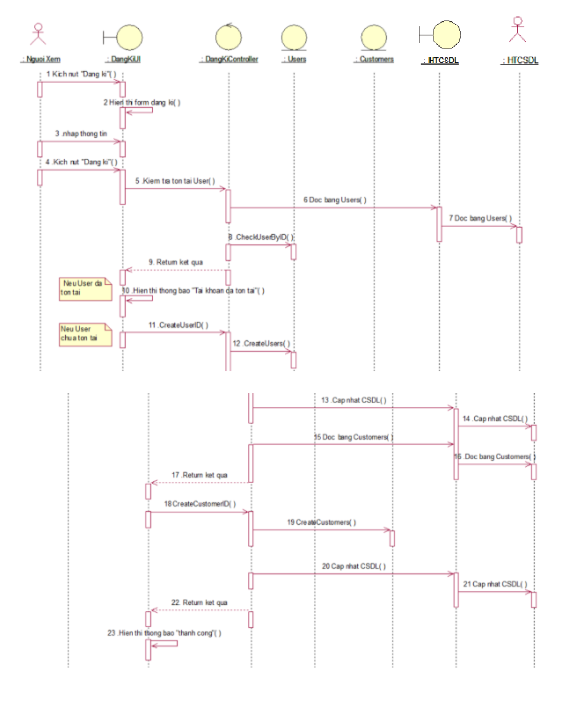 : Nguoi Xem
: DangKiUI
: DangKiController
: Users
: Customers
: HTCSDL
: HTCSDL
1 Kich nut "Dang ki"( )
2 Hien thi form dang ki( )
3 .nhap thong tin
4 .Kich nut "Dang ki"( )
5 .Kiem tra ton tai User( )
6 Doc bang Users( )
7 Doc bang Users( )
8 .CheckUserByID( )
9. Return ket qua
Neu User da
ton tai
10 .Hien thi thong bao "Tai khoan da ton tai"( )
Neu User
chua ton tai
11 .CreateUserID( )
12 .CreateUsers( )
13 .Cap nhat CSDL( )
14 .Cap nhat CSDL( )
15 Doc bang Customers( )
16 .Doc bang Customers( )
17 .Return ket qua
18 CreateCustomerID( )
19 CreateCustomers( )
20 Cap nhat CSDL( )
21 Cap nhat CSDL( )
22. Return ket qua
23 .Hien thi thong bao "thanh cong"( )